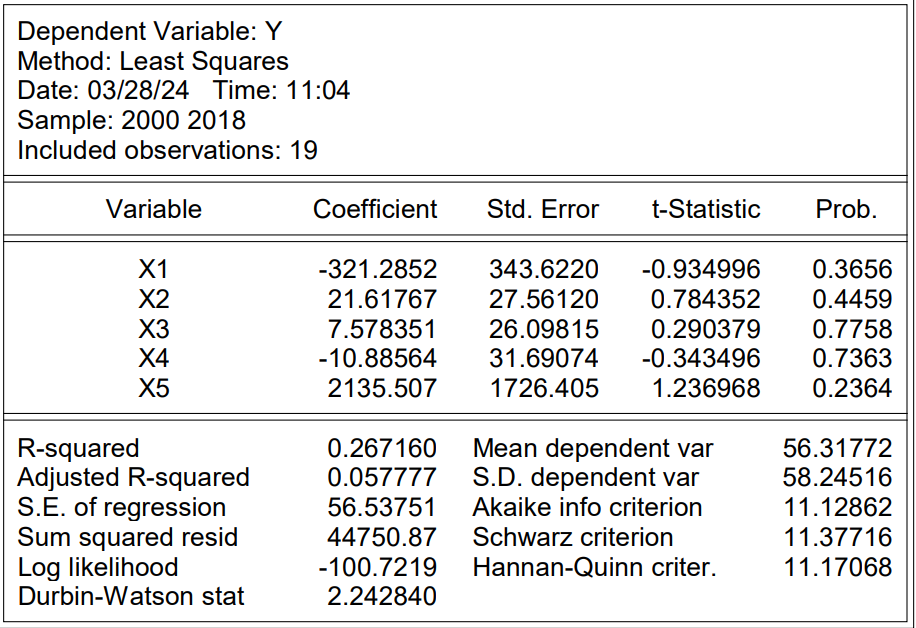 Dependent Variable: Y
Method: Least Squares
Date: 03/28/24 Time: 11:04
Sample: 2000 2018
Included observations: 19
Variable Coefficient Std. Error t-Statistic Prob.
X1 -321.2852 343.6220 -0.934996 0.3656
X2 21.61767 27.56120 0.784352 0.4459
X3 7.578351 26.09815 0.290379 0.7758
X4 -10.88564 31.69074 -0.343496 0.7363
X5 2135.507 1726.405 1.236968 0.2364
R-squared 0.267160 Mean dependent var 56.31772
Adjusted R-squared 0.057777 S.D. dependent var 58.24516
S.E. of regression 56.53751 Akaike info criterion 11.12862
Sum squared resid 44750.87 Schwarz criterion 11.37716
Log likelihood -100.7219 Hannan-Quinn criter. 11.17068
Durbin-Watson stat 2.242840